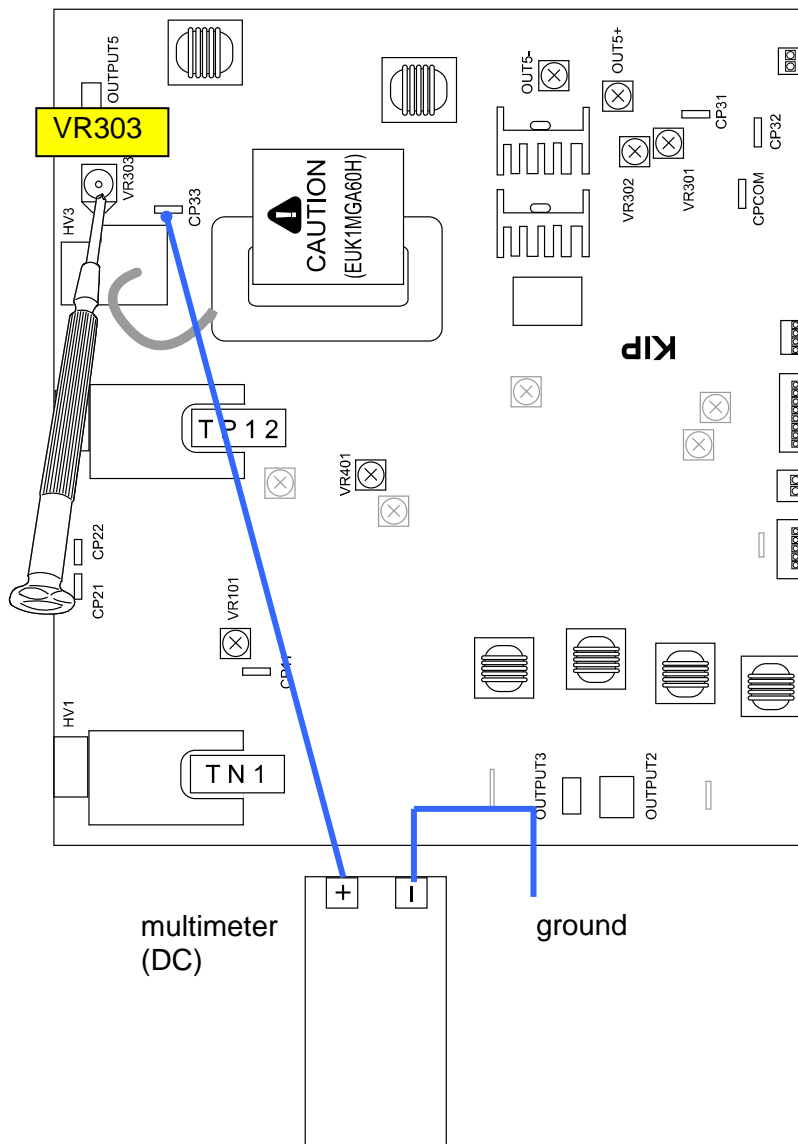 OUTPUT5
VR303
VR303
HV3
CP33
CAUTION
(EUK1MGA60H)
OUT5-
OUT5+
CP31
CP32
VR302
VR301
CPCOM
KIP
TP12
VR401
CP22
CP21
VR101
HV1
TN1
OUTPUT3
OUTPUT2
+
−
multimeter
(DC)
ground